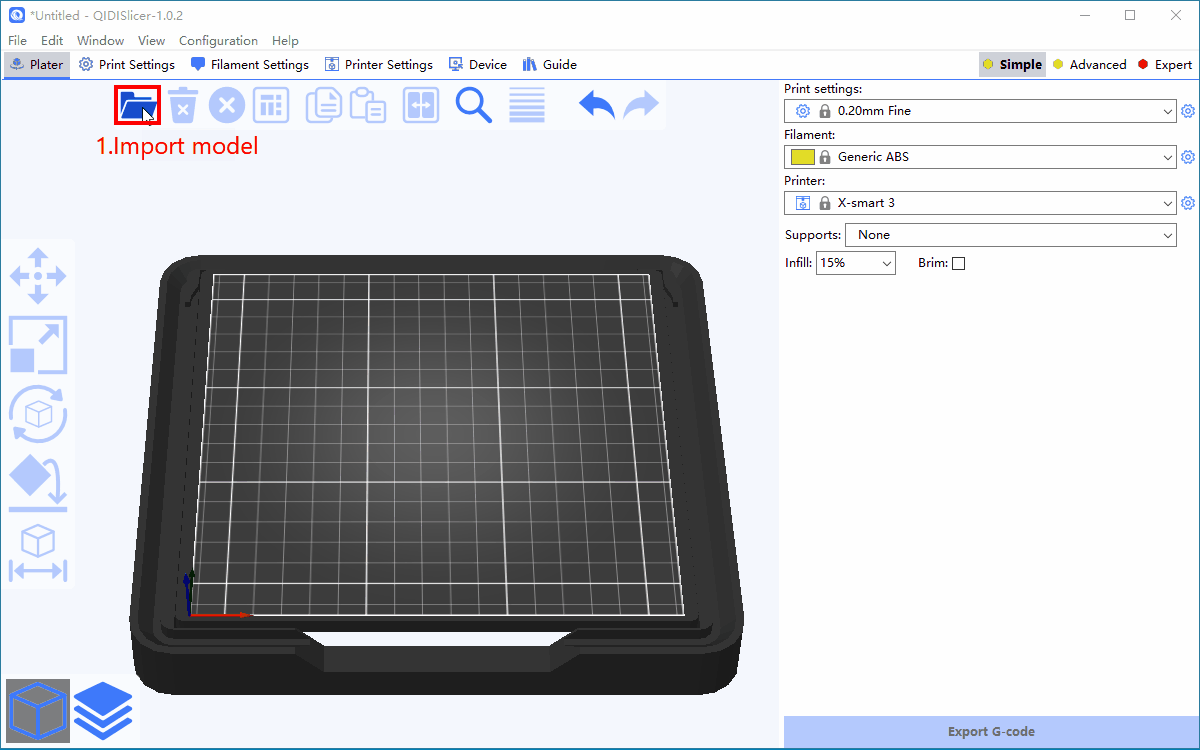 *Untitled - QIDISlicer-1.0.2
File Edit Window View Configuration Help
Plater Print Settings Filament Settings Printer Settings Device Guide Simple Advanced Expert
1.Import model
Print settings:
0.20mm Fine
Filament:
Generic ABS
Printer:
X-smart 3
Supports: None
Infill: 15% Brim:
Export G-code